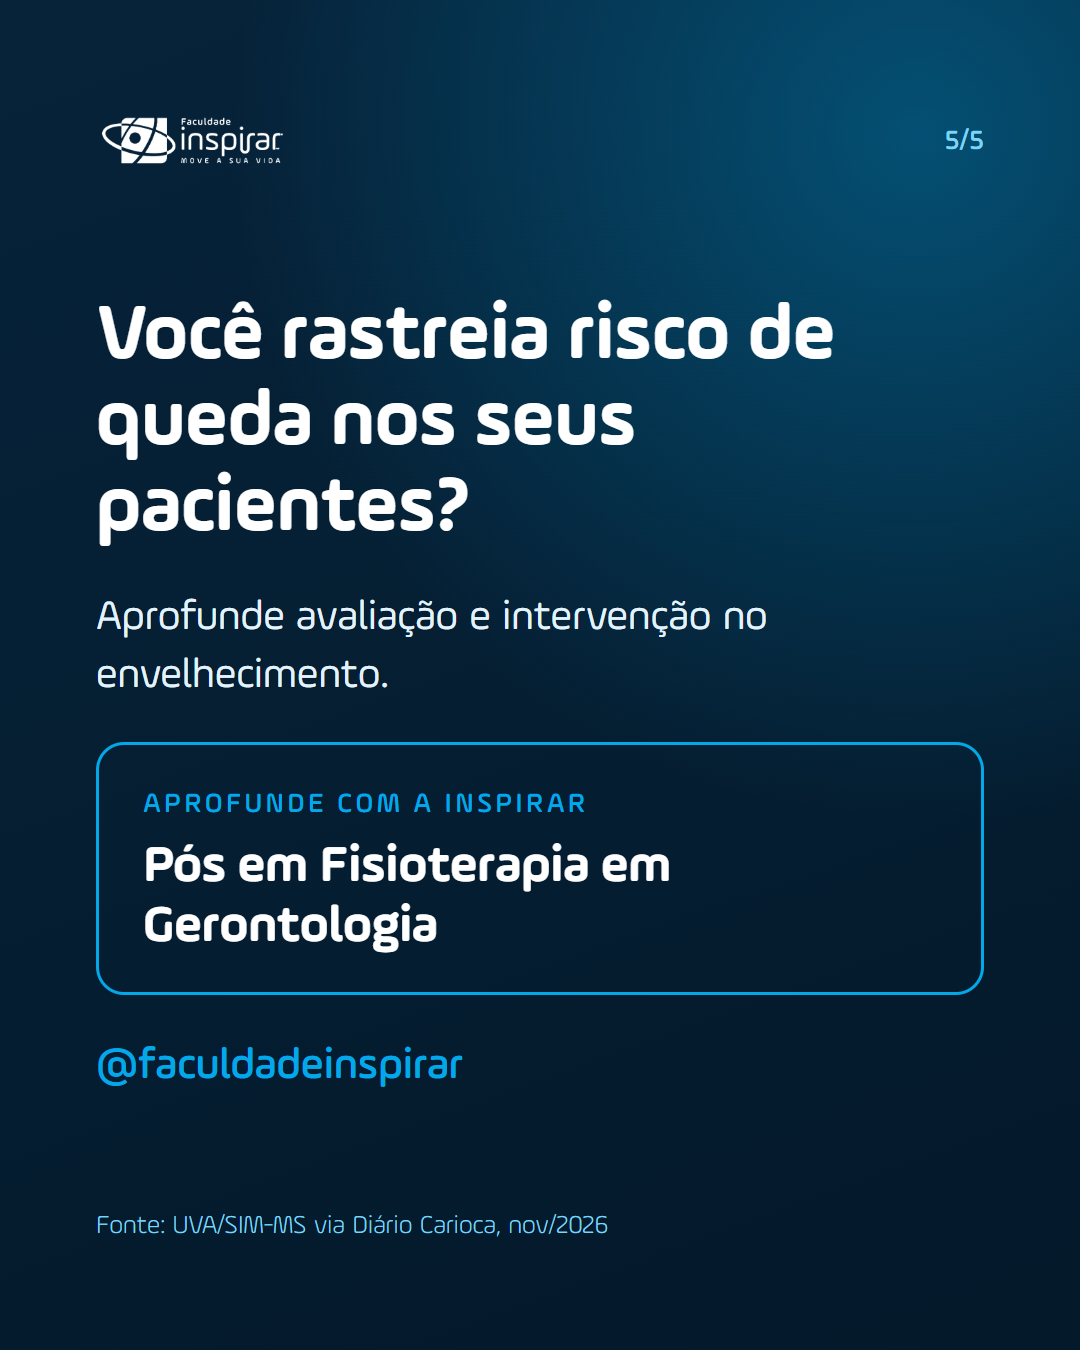 Faculdade
inspirar
MOVE A SUA VIDA
5/5
Você rastreia risco de
queda nos seus
pacientes?
Aprofunde avaliação e intervenção no
envelhecimento.
APROFUNDE COM A INSPIRAR
Pós em Fisioterapia em
Gerontologia
@faculdadeinspirar
Fonte: UVA/SIM-MS via Diário Carioca, nov/2026